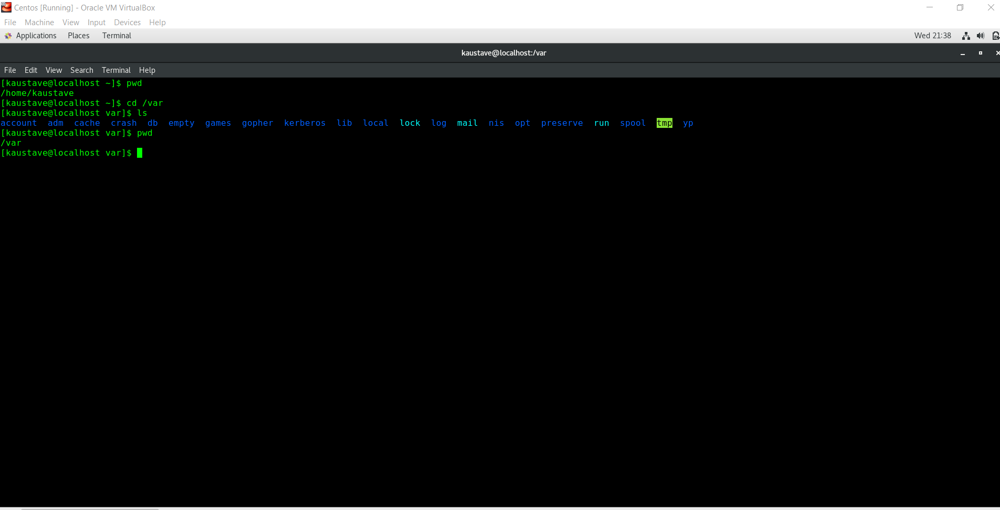 Centos [Running] - Oracle VM VirtualBox
File Machine View Input Devices Help
Applications Places Terminal Wed 21:38
kaustave@localhost:/var
File Edit View Search Terminal Help
[kaustave@localhost ~]$ pwd
/home/kaustave
[kaustave@localhost ~]$ cd /var
[kaustave@localhost var]$ ls
account adm cache crash db empty games gopher kerberos lib local lock log mail nis opt preserve run spool tmp yp
[kaustave@localhost var]$ pwd
/var
[kaustave@localhost var]$